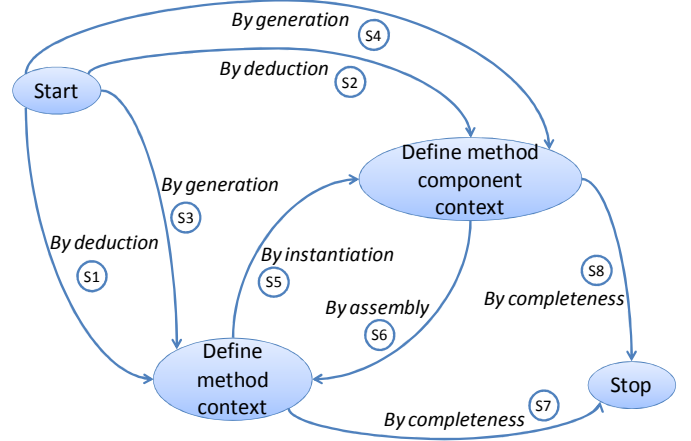 By generation
S4
By deduction
S2
Start
Define method
component
context
By generation
S3
By deduction
S1
By instantiation
S5
S8
By completeness
By assembly
S6
Define
method
context
Stop
By completeness
S7